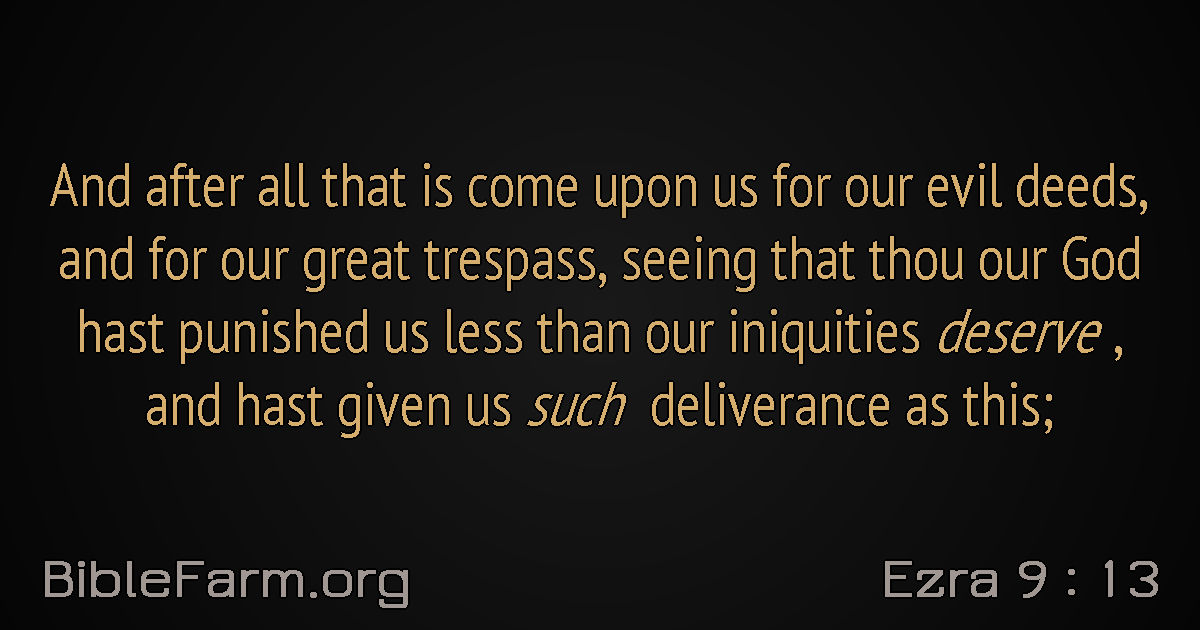 And after all that is come upon us for our evil deeds,
and for our great trespass, seeing that thou our God
hast punished us less than our iniquities deserve ,
and hast given us such deliverance as this;
BibleFarm.org
Ezra 9 : 13